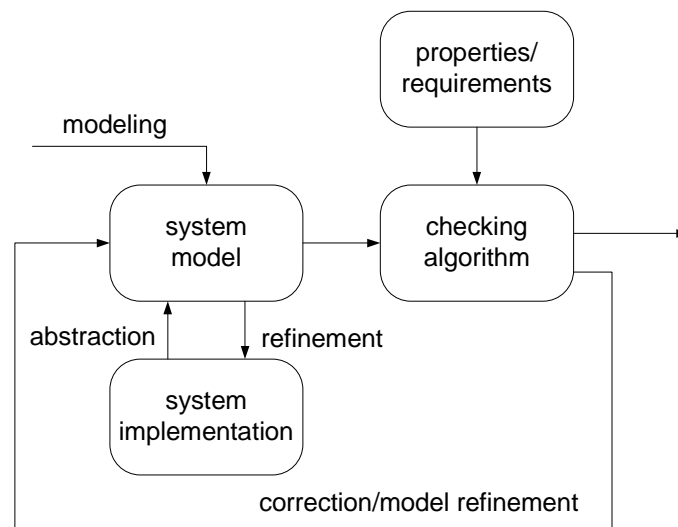 properties/
requirements
modeling
system
model
checking
algorithm
abstraction
refinement
system
implementation
correction/model refinement